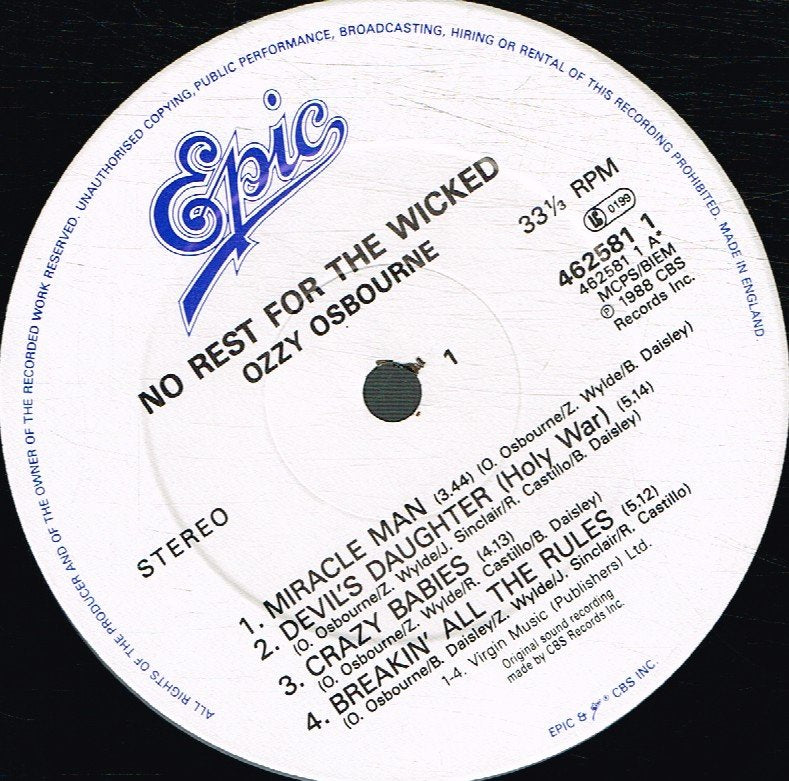 ALL RIGHTS OF THE PRODUCER AND OF THE OWNER OF THE RECORDED WORK RESERVED. UNAUTHORISED COPYING, PUBLIC PERFORMANCE, BROADCASTING, HIRING OR RENTAL OF THIS RECORDING PROHIBITED. MADE IN ENGLAND.
Epic
NO REST FOR THE WICKED
OZZY OSBOURNE
33⅓ RPM
0199
462581 1
462581 1 A*
MCPS/BIEM
℗ 1988 CBS
Records Inc.
1
STEREO
1. MIRACLE MAN (3.44) (O. Osbourne/Z. Wylde/B. Daisley)
2. DEVIL'S DAUGHTER (Holy War) (5.14)
(O. Osbourne/Z. Wylde/J. Sinclair/R. Castillo/B. Daisley)
3. CRAZY BABIES (4.13)
(O. Osbourne/Z. Wylde/R. Castillo/B. Daisley)
4. BREAKIN' ALL THE RULES (5.12)
(O. Osbourne/B. Daisley/Z. Wylde/J. Sinclair/R. Castillo)
1-4. Virgin Music (Publishers) Ltd.
Original sound recording
made by CBS Records Inc.
EPIC & Epic ® CBS INC.